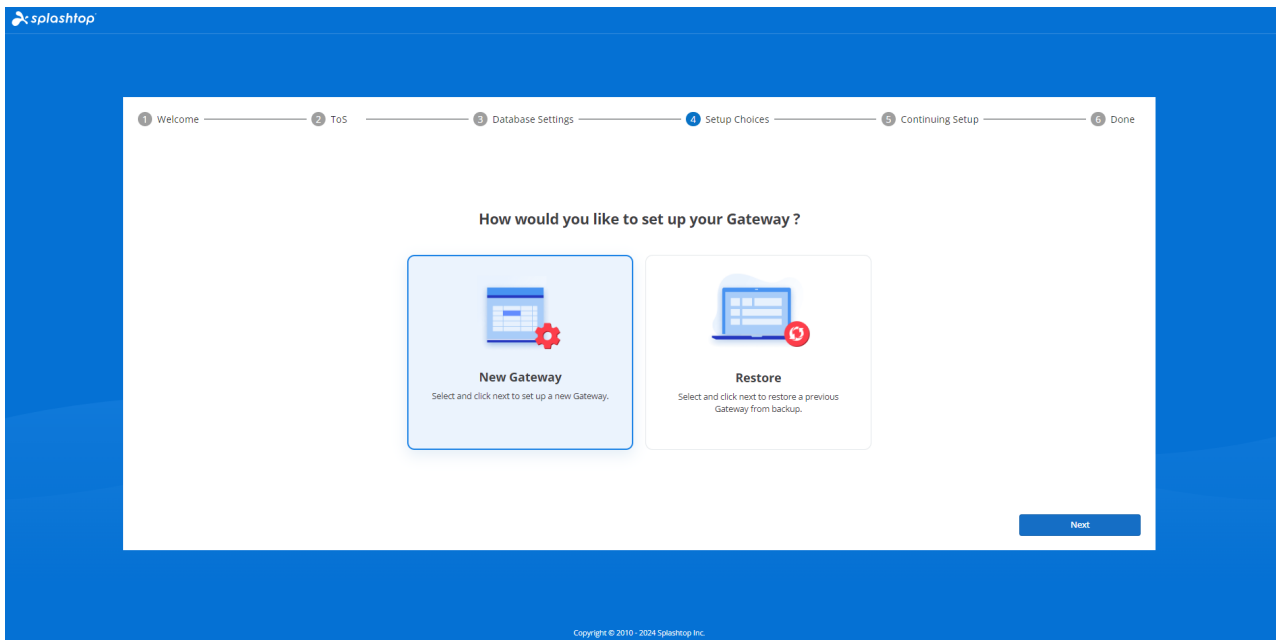 splashtop
1 Welcome 2 ToS 3 Database Settings 4 Setup Choices 5 Continuing Setup 6 Done
How would you like to set up your Gateway ?
New Gateway
Select and click next to set up a new Gateway.
Restore
Select and click next to restore a previous
Gateway from backup.
Next
Copyright © 2010 - 2024 Splashtop Inc.